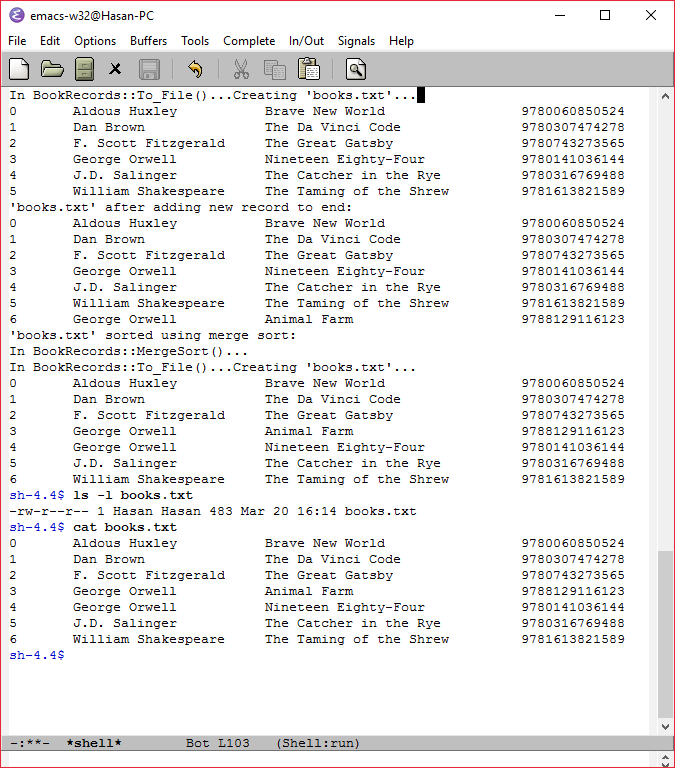 emacs-w32@Hasan-PC
File Edit Options Buffers Tools Complete In/Out Signals Help
In BookRecords::To_File()...Creating 'books.txt'...
0 Aldous Huxley Brave New World 9780060850524
1 Dan Brown The Da Vinci Code 9780307474278
2 F. Scott Fitzgerald The Great Gatsby 9780743273565
3 George Orwell Nineteen Eighty-Four 9780141036144
4 J.D. Salinger The Catcher in the Rye 9780316769488
5 William Shakespeare The Taming of the Shrew 9781613821589
'books.txt' after adding new record to end:
0 Aldous Huxley Brave New World 9780060850524
1 Dan Brown The Da Vinci Code 9780307474278
2 F. Scott Fitzgerald The Great Gatsby 9780743273565
3 George Orwell Nineteen Eighty-Four 9780141036144
4 J.D. Salinger The Catcher in the Rye 9780316769488
5 William Shakespeare The Taming of the Shrew 9781613821589
6 George Orwell Animal Farm 9788129116123
'books.txt' sorted using merge sort:
In BookRecords::MergeSort()...
In BookRecords::To_File()...Creating 'books.txt'...
0 Aldous Huxley Brave New World 9780060850524
1 Dan Brown The Da Vinci Code 9780307474278
2 F. Scott Fitzgerald The Great Gatsby 9780743273565
3 George Orwell Animal Farm 9788129116123
4 George Orwell Nineteen Eighty-Four 9780141036144
5 J.D. Salinger The Catcher in the Rye 9780316769488
6 William Shakespeare The Taming of the Shrew 9781613821589
sh-4.4$ ls -l books.txt
-rw-r--r-- 1 Hasan Hasan 483 Mar 20 16:14 books.txt
sh-4.4$ cat books.txt
0 Aldous Huxley Brave New World 9780060850524
1 Dan Brown The Da Vinci Code 9780307474278
2 F. Scott Fitzgerald The Great Gatsby 9780743273565
3 George Orwell Animal Farm 9788129116123
4 George Orwell Nineteen Eighty-Four 9780141036144
5 J.D. Salinger The Catcher in the Rye 9780316769488
6 William Shakespeare The Taming of the Shrew 9781613821589
sh-4.4$
-:**- *shell* Bot L103 (Shell:run)